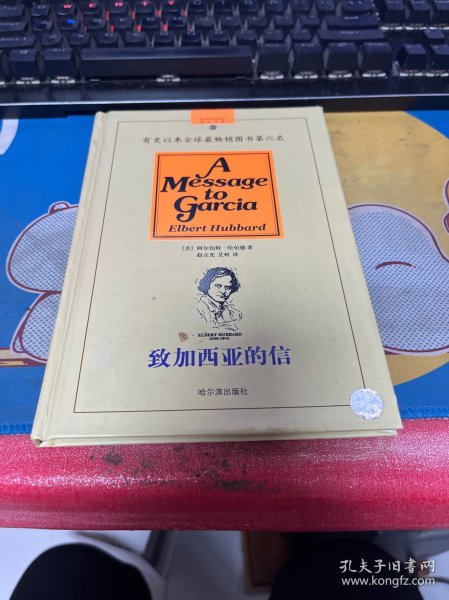 有史以来全球最畅销图书第六名
A
Message
to
Garcia
Elbert Hubbard
[美] 阿尔伯特·哈伯德 著
赵立光 艾柯 译
ELBERT HUBBARD
1856-1915
致加西亚的信
哈尔滨出版社
孔夫子旧书网
www.kongfz.com